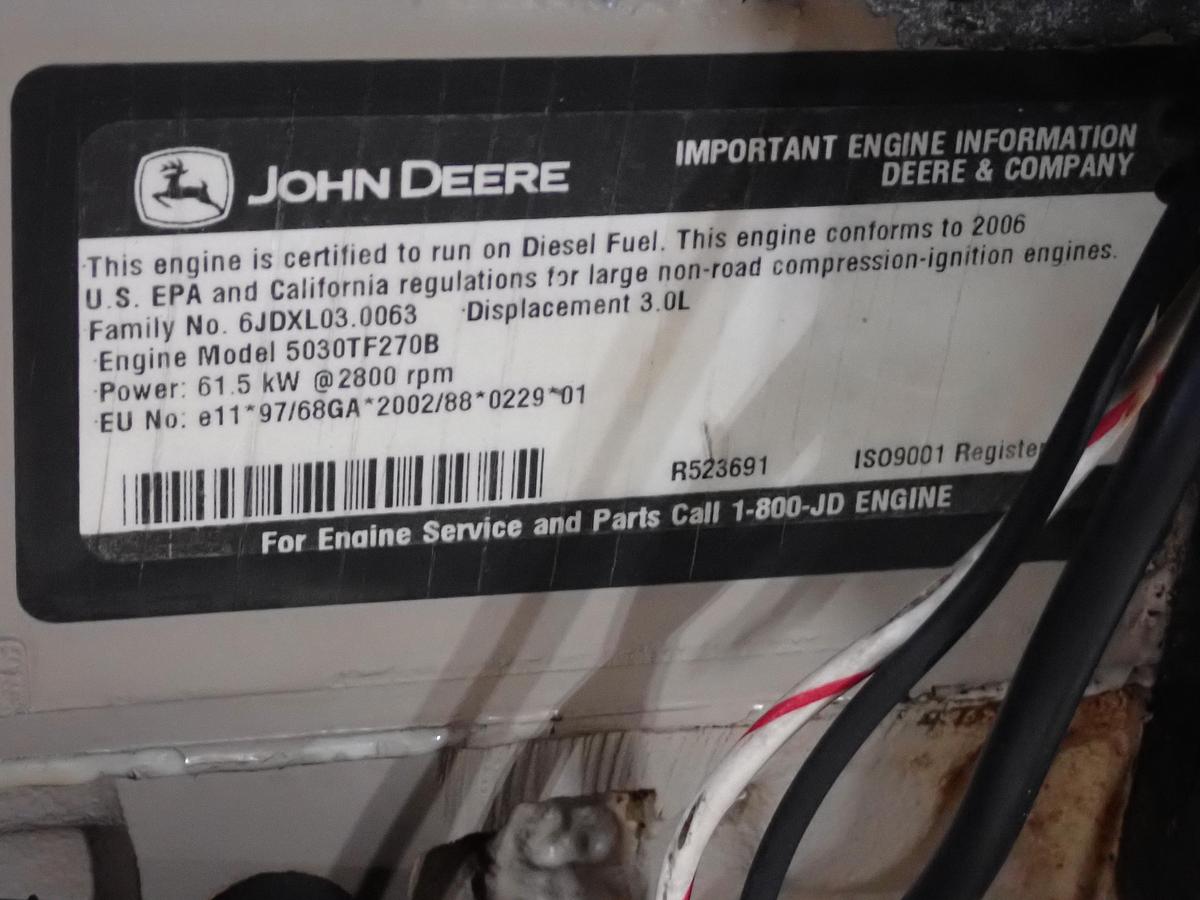 JOHN DEERE
IMPORTANT ENGINE INFORMATION
DEERE & COMPANY
This engine is certified to run on Diesel Fuel. This engine conforms to 2006
U.S. EPA and California regulations for large non-road compression-ignition engines.
Family No. 6JDXL03.0063 Displacement 3.0L
Engine Model 5030TF270B
Power: 61.5 kW @2800 rpm
EU No: e11*97/68GA*2002/88*0229*01
R523691 ISO9001
For Engine Service and Parts Call 1-800-JD ENGINE